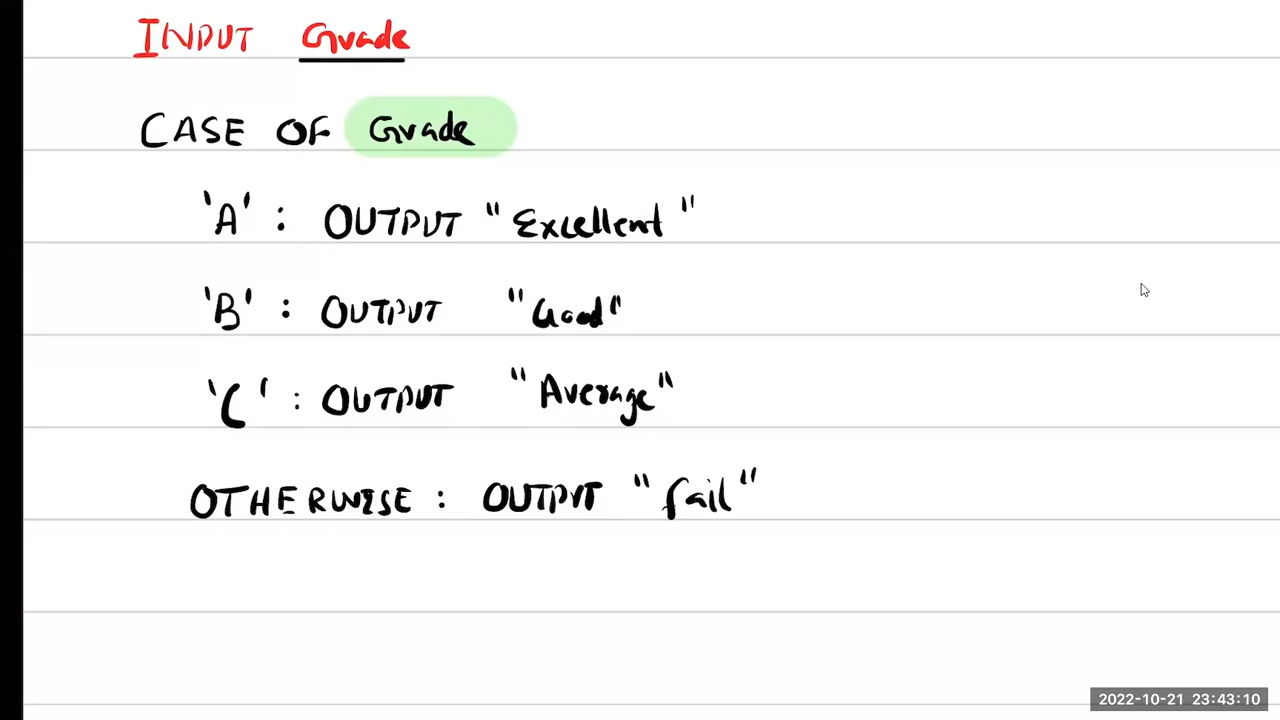 INPUT Grade
CASE OF Grade
'A' : OUTPUT "Excellent"
'B' : OUTPUT "Good"
'C' : OUTPUT "Average"
OTHERWISE : OUTPUT "fail"
2022-10-21 23:43:10